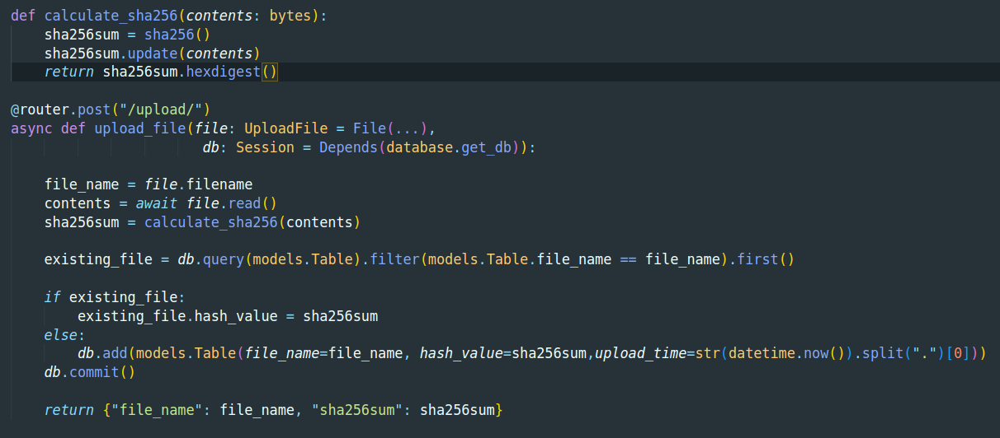 def calculate_sha256(contents: bytes):
    sha256sum = sha256()
    sha256sum.update(contents)
    return sha256sum.hexdigest()

@router.post("/upload/")
async def upload_file(file: UploadFile = File(...),
                       db: Session = Depends(database.get_db)):

    file_name = file.filename
    contents = await file.read()
    sha256sum = calculate_sha256(contents)

    existing_file = db.query(models.Table).filter(models.Table.file_name == file_name).first()

    if existing_file:
        existing_file.hash_value = sha256sum
    else:
        db.add(models.Table(file_name=file_name, hash_value=sha256sum,upload_time=str(datetime.now()).split(".")[0]))
    db.commit()

    return {"file_name": file_name, "sha256sum": sha256sum}